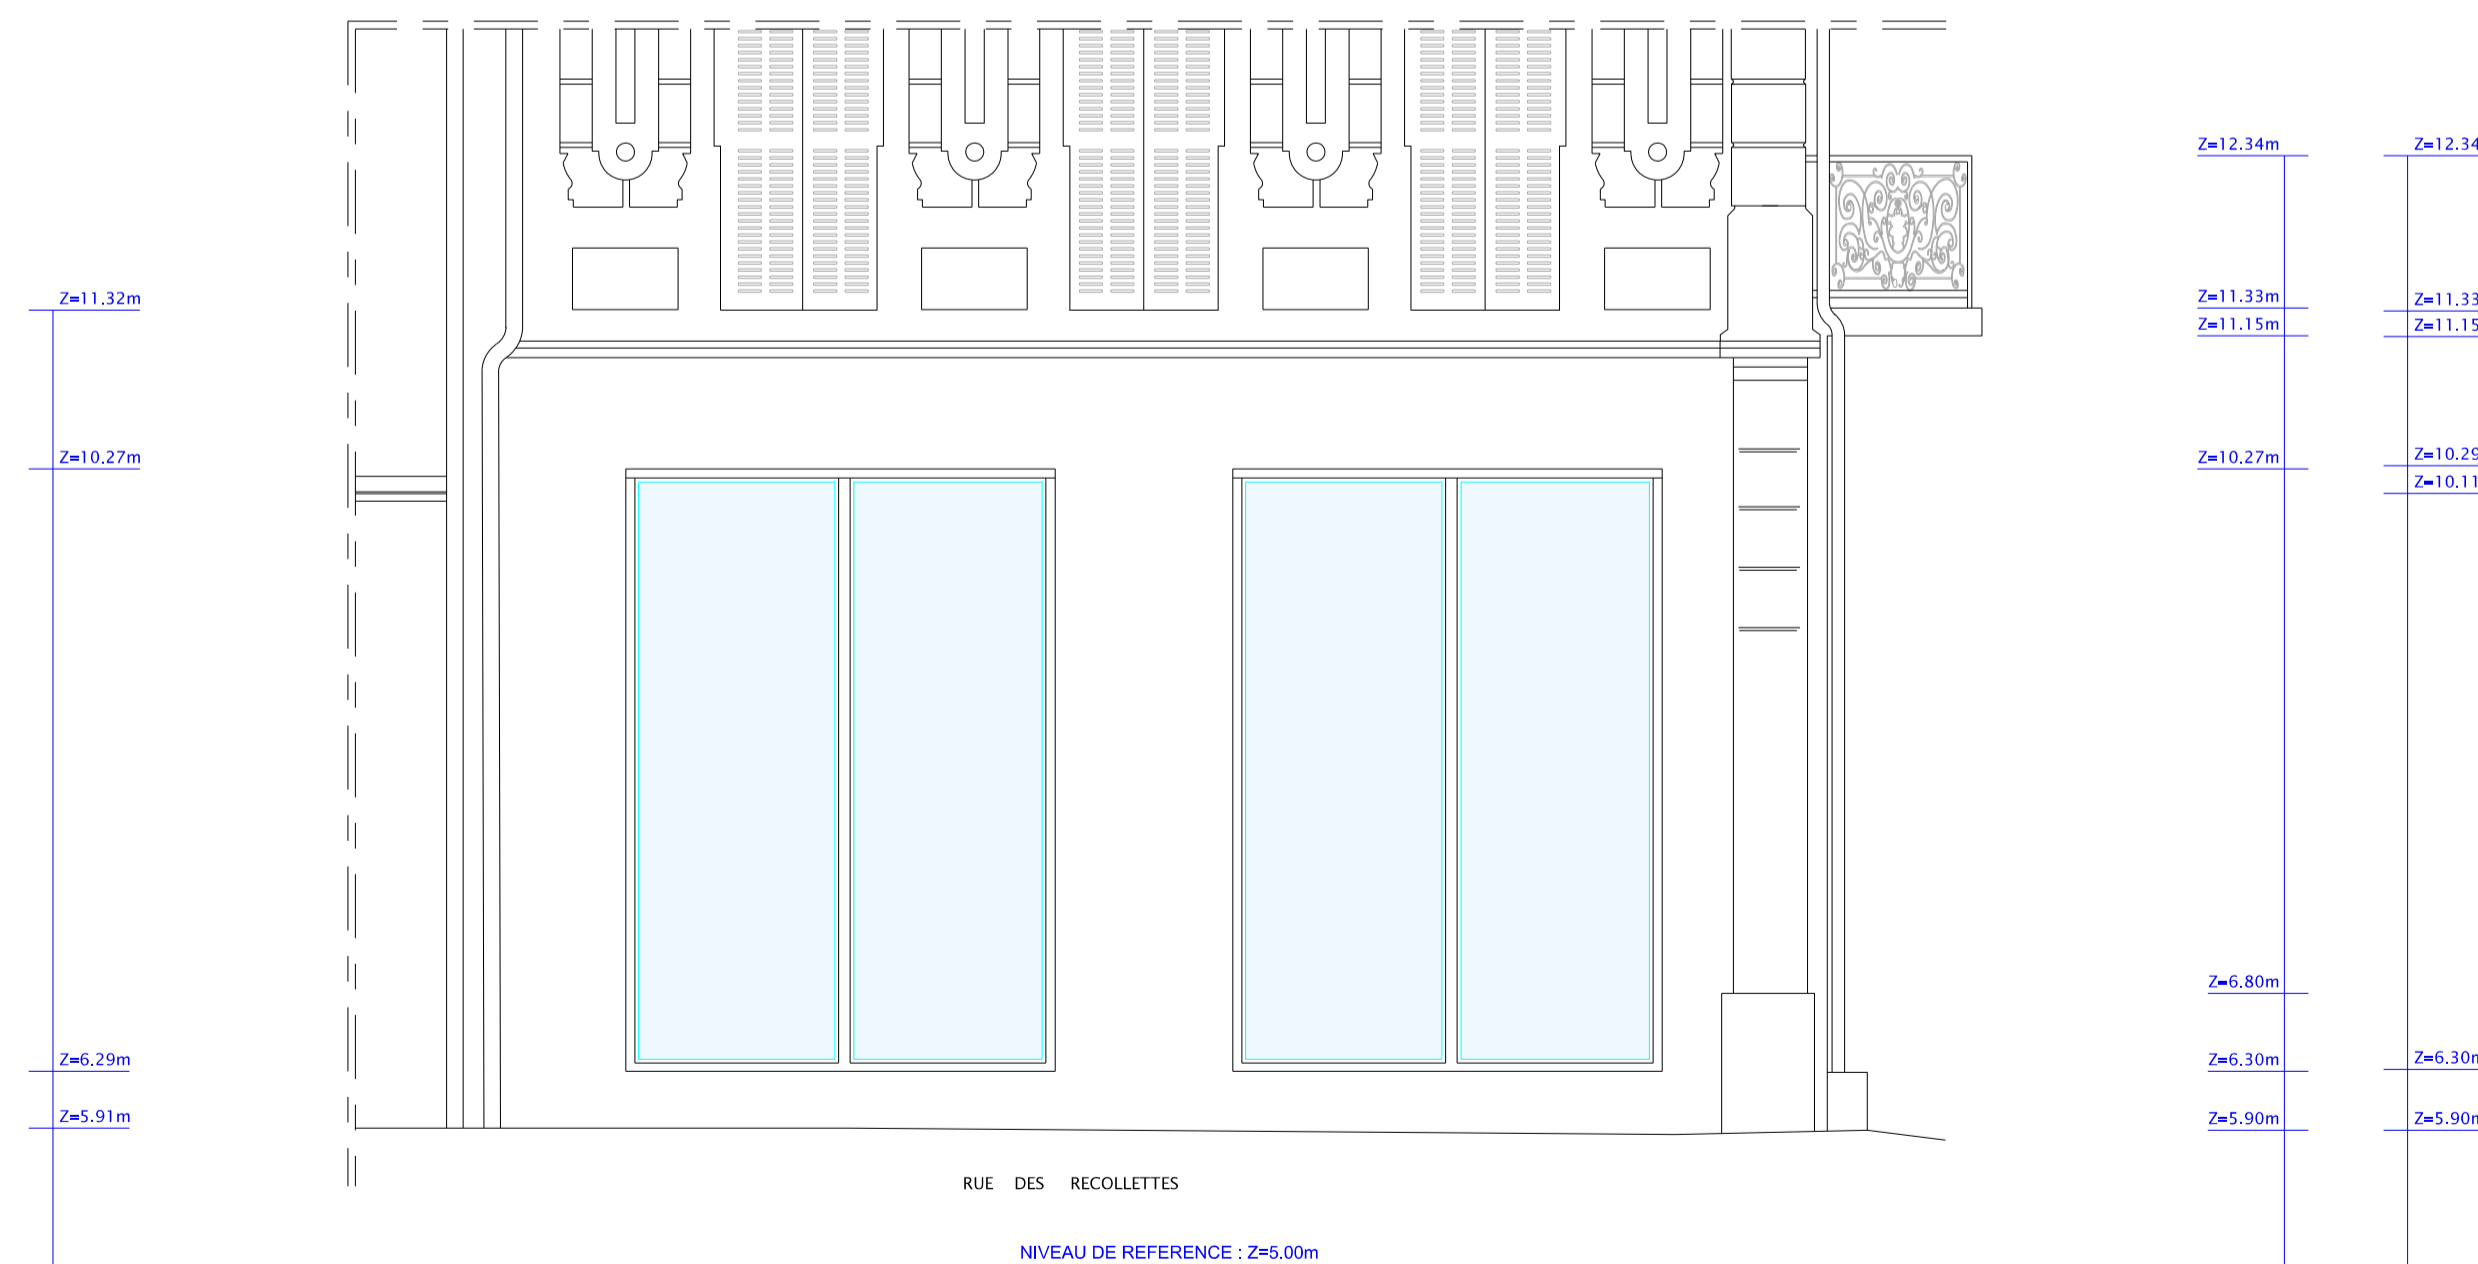 Z=12.34m Z=12.34
Z=11.32m Z=11.33m Z=11.33
Z=11.15m Z=11.15
Z=10.27m Z=10.27m Z=10.29
Z=10.11
Z=6.80m
Z=6.29m Z=6.30m Z=6.30m
Z=5.91m Z=5.90m Z=5.90m
RUE DES RECOLLETTES
NIVEAU DE REFERENCE : Z=5.00m